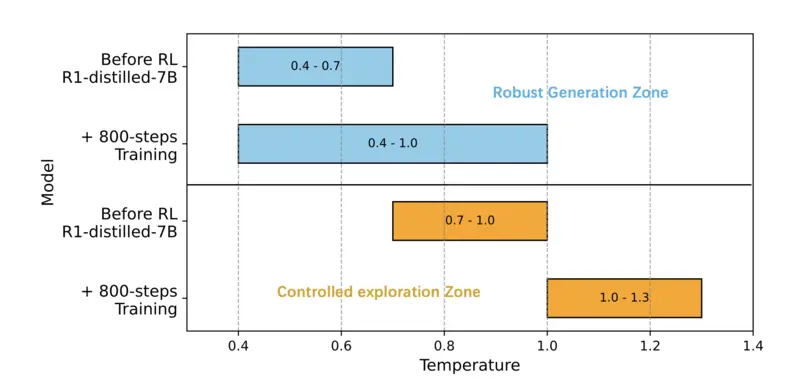 Before RL
R1-distilled-7B
0.4 - 0.7
Robust Generation Zone
+ 800-steps
Training
0.4 - 1.0
Model
Before RL
R1-distilled-7B
0.7 - 1.0
+ 800-steps
Training
Controlled exploration Zone
1.0 - 1.3
0.4
0.6
0.8
1.0
1.2
1.4
Temperature